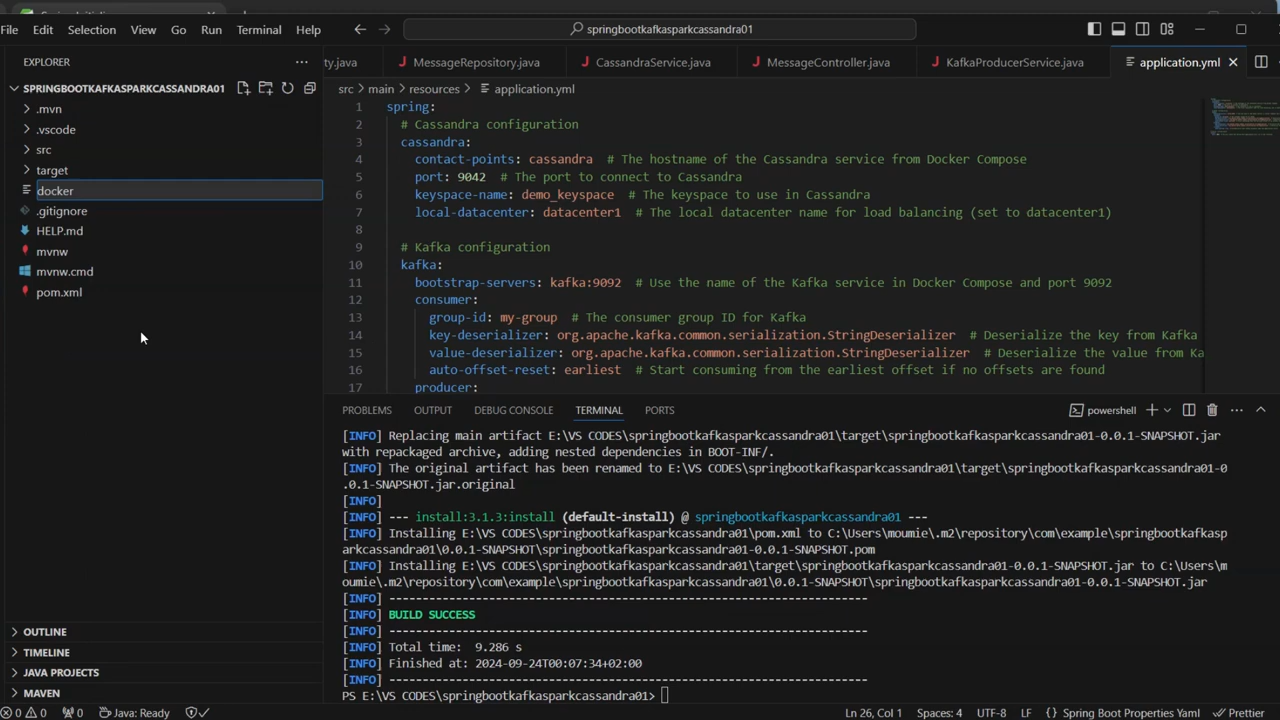 File Edit Selection View Go Run Terminal Help
springbootkafkasparkcassandra01
EXPLORER
SPRINGBOOTKAFKASPARKCASSANDRA01
.mvn
.vscode
src
target
docker
.gitignore
HELP.md
mvnw
mvnw.cmd
pom.xml
OUTLINE
TIMELINE
JAVA PROJECTS
MAVEN
ty.java MessageRepository.java CassandraService.java MessageController.java KafkaProducerService.java application.yml
src > main > resources > application.yml
1 spring:
2 # Cassandra configuration
3 cassandra:
4 contact-points: cassandra # The hostname of the Cassandra service from Docker Compose
5 port: 9042 # The port to connect to Cassandra
6 keyspace-name: demo_keyspace # The keyspace to use in Cassandra
7 local-datacenter: datacenter1 # The local datacenter name for load balancing (set to datacenter1)
8
9 # Kafka configuration
10 kafka:
11 bootstrap-servers: kafka:9092 # Use the name of the Kafka service in Docker Compose and port 9092
12 consumer:
13 group-id: my-group # The consumer group ID for Kafka
14 key-deserializer: org.apache.kafka.common.serialization.StringDeserializer # Deserialize the key from Kafka
15 value-deserializer: org.apache.kafka.common.serialization.StringDeserializer # Deserialize the value from Ka
16 auto-offset-reset: earliest # Start consuming from the earliest offset if no offsets are found
17 producer:
PROBLEMS OUTPUT DEBUG CONSOLE TERMINAL PORTS powershell
[INFO] Replacing main artifact E:\VS CODES\springbootkafkasparkcassandra01\target\springbootkafkasparkcassandra01-0.0.1-SNAPSHOT.jar
with repackaged archive, adding nested dependencies in BOOT-INF/.
[INFO] The original artifact has been renamed to E:\VS CODES\springbootkafkasparkcassandra01\target\springbootkafkasparkcassandra01-0
.0.1-SNAPSHOT.jar.original
[INFO]
[INFO] --- install:3.1.3:install (default-install) @ springbootkafkasparkcassandra01 ---
[INFO] Installing E:\VS CODES\springbootkafkasparkcassandra01\pom.xml to C:\Users\moumie\.m2\repository\com\example\springbootkafkasp
arkcassandra01\0.0.1-SNAPSHOT\springbootkafkasparkcassandra01-0.0.1-SNAPSHOT.pom
[INFO] Installing E:\VS CODES\springbootkafkasparkcassandra01\target\springbootkafkasparkcassandra01-0.0.1-SNAPSHOT.jar to C:\Users\m
oumie\.m2\repository\com\example\springbootkafkasparkcassandra01\0.0.1-SNAPSHOT\springbootkafkasparkcassandra01-0.0.1-SNAPSHOT.jar
[INFO] ------------------------------------------------------------------------
[INFO] BUILD SUCCESS
[INFO] ------------------------------------------------------------------------
[INFO] Total time: 9.286 s
[INFO] Finished at: 2024-09-24T00:07:34+02:00
[INFO] ------------------------------------------------------------------------
PS E:\VS CODES\springbootkafkasparkcassandra01>
0 0 0 Java: Ready Ln 26, Col 1 Spaces: 4 UTF-8 LF {} Spring Boot Properties Yaml Prettier